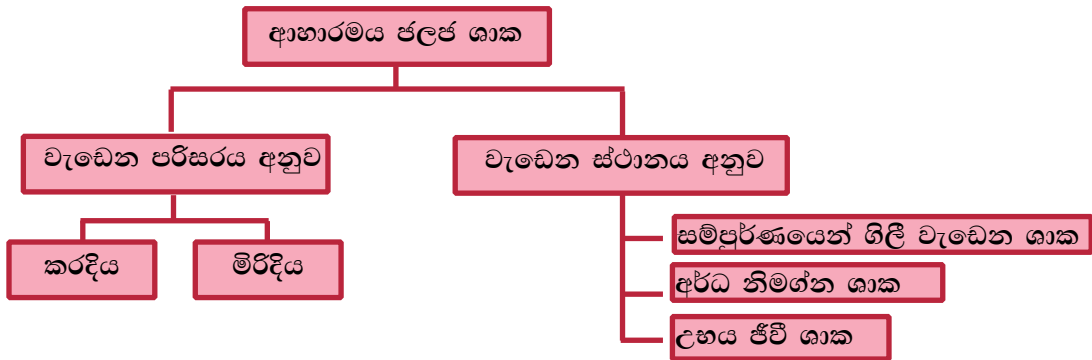 ආහාරමය ජලජ ශාක
වැඩෙන පරිසරය අනුව
වැඩෙන ස්ථානය අනුව
කරදිය
මිරිදිය
සම්පූර්ණයෙන් ගිලී වැඩෙන ශාක
අර්ධ නිමග්න ශාක
උභය ජීවී ශාක